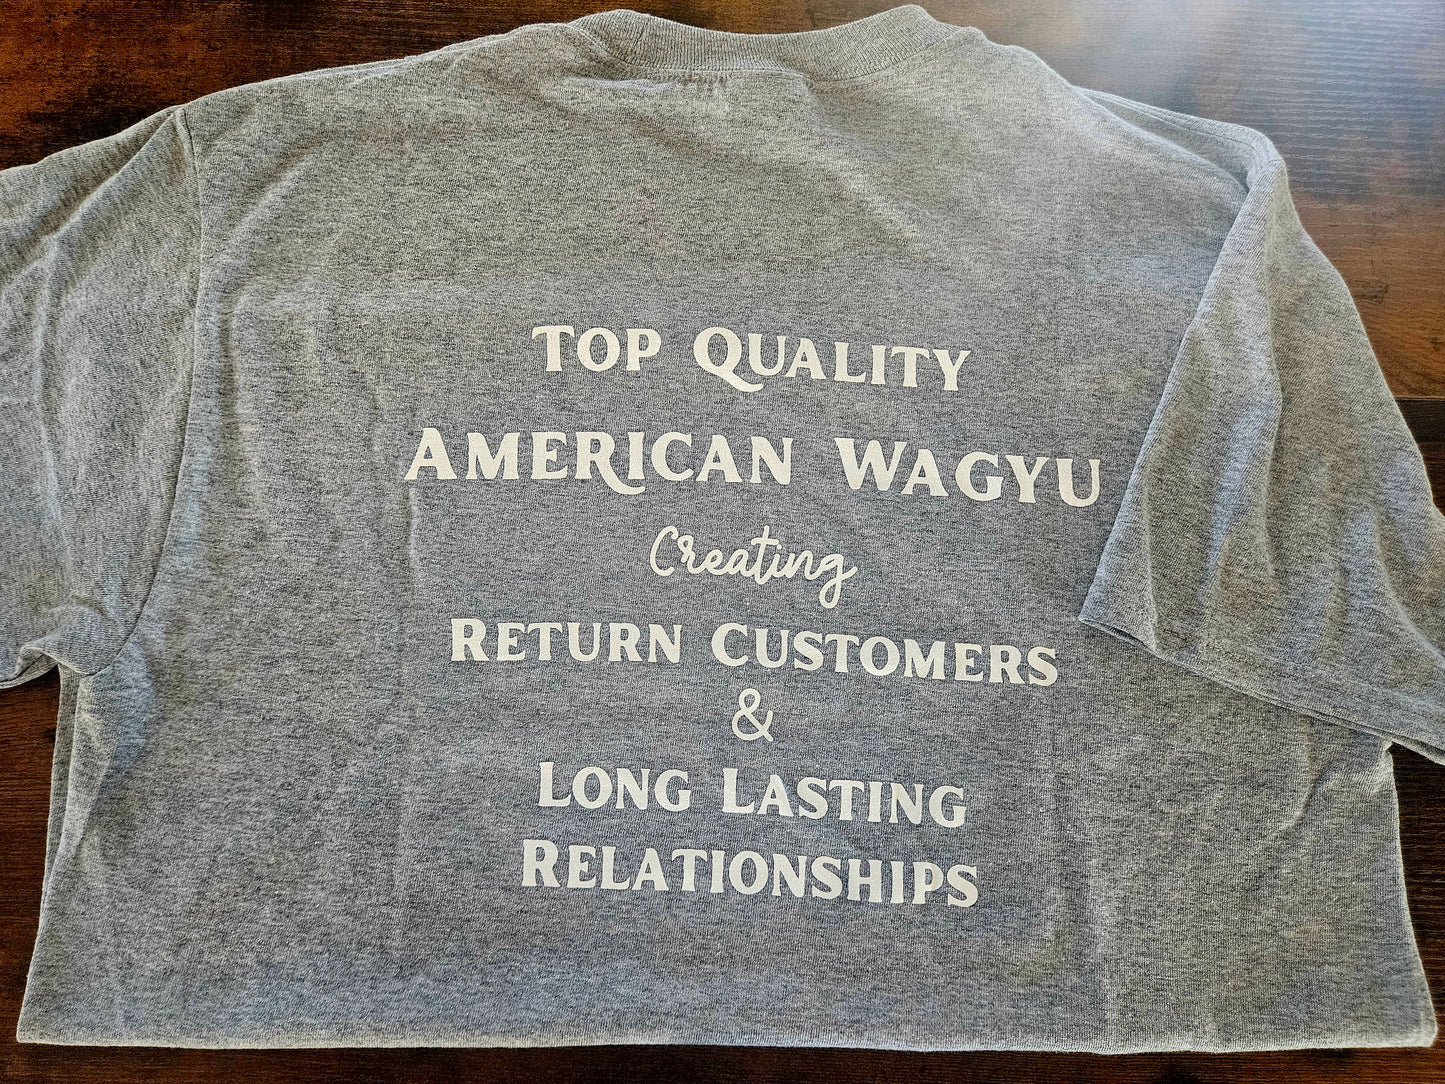 Top Quality
American Wagyu
Creating
Return Customers
&
Long Lasting
Relationships